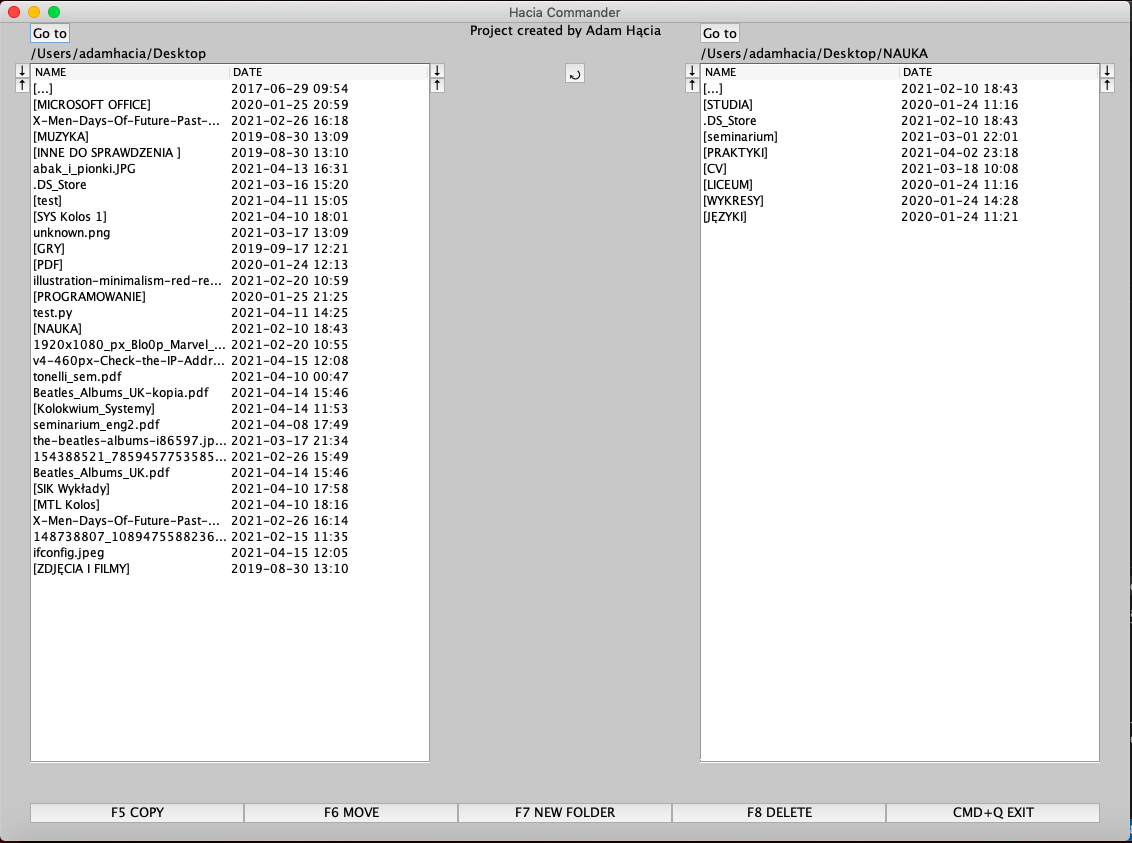 Hacia Commander
Project created by Adam Hącia
Go to
/Users/adamhacia/Desktop
↓ NAME DATE ↓
↑ ↑
[...] 2017-06-29 09:54
[MICROSOFT OFFICE] 2020-01-25 20:59
X-Men-Days-Of-Future-Past-... 2021-02-26 16:18
[MUZYKA] 2019-08-30 13:09
[INNE DO SPRAWDZENIA ] 2019-08-30 13:10
abak_i_pionki.JPG 2021-04-13 16:31
.DS_Store 2021-03-16 15:20
[test] 2021-04-11 15:05
[SYS Kolos 1] 2021-04-10 18:01
unknown.png 2021-03-17 13:09
[GRY] 2019-09-17 12:21
[PDF] 2020-01-24 12:13
illustration-minimalism-red-re... 2021-02-20 10:59
[PROGRAMOWANIE] 2020-01-25 21:25
test.py 2021-04-11 14:25
[NAUKA] 2021-02-10 18:43
1920x1080_px_Blo0p_Marvel_... 2021-02-20 10:55
v4-460px-Check-the-IP-Addr... 2021-04-15 12:08
tonelli_sem.pdf 2021-04-10 00:47
Beatles_Albums_UK-kopia.pdf 2021-04-14 15:46
[Kolokwium_Systemy] 2021-04-14 11:53
seminarium_eng2.pdf 2021-04-08 17:49
the-beatles-albums-i86597.jp... 2021-03-17 21:34
154388521_7859457753585... 2021-02-26 15:49
Beatles_Albums_UK.pdf 2021-04-14 15:46
[SIK Wykłady] 2021-04-10 17:58
[MTL Kolos] 2021-04-10 18:16
X-Men-Days-Of-Future-Past-... 2021-02-26 16:14
148738807_1089475588236... 2021-02-15 11:35
ifconfig.jpeg 2021-04-15 12:05
[ZDJĘCIA I FILMY] 2019-08-30 13:10
Go to
/Users/adamhacia/Desktop/NAUKA
↓ NAME DATE ↓
↑ ↑
[...] 2021-02-10 18:43
[STUDIA] 2020-01-24 11:16
.DS_Store 2021-02-10 18:43
[seminarium] 2021-03-01 22:01
[PRAKTYKI] 2021-04-02 23:18
[CV] 2021-03-18 10:08
[LICEUM] 2020-01-24 11:16
[WYKRESY] 2020-01-24 14:28
[JĘZYKI] 2020-01-24 11:21
F5 COPY F6 MOVE F7 NEW FOLDER F8 DELETE CMD+Q EXIT